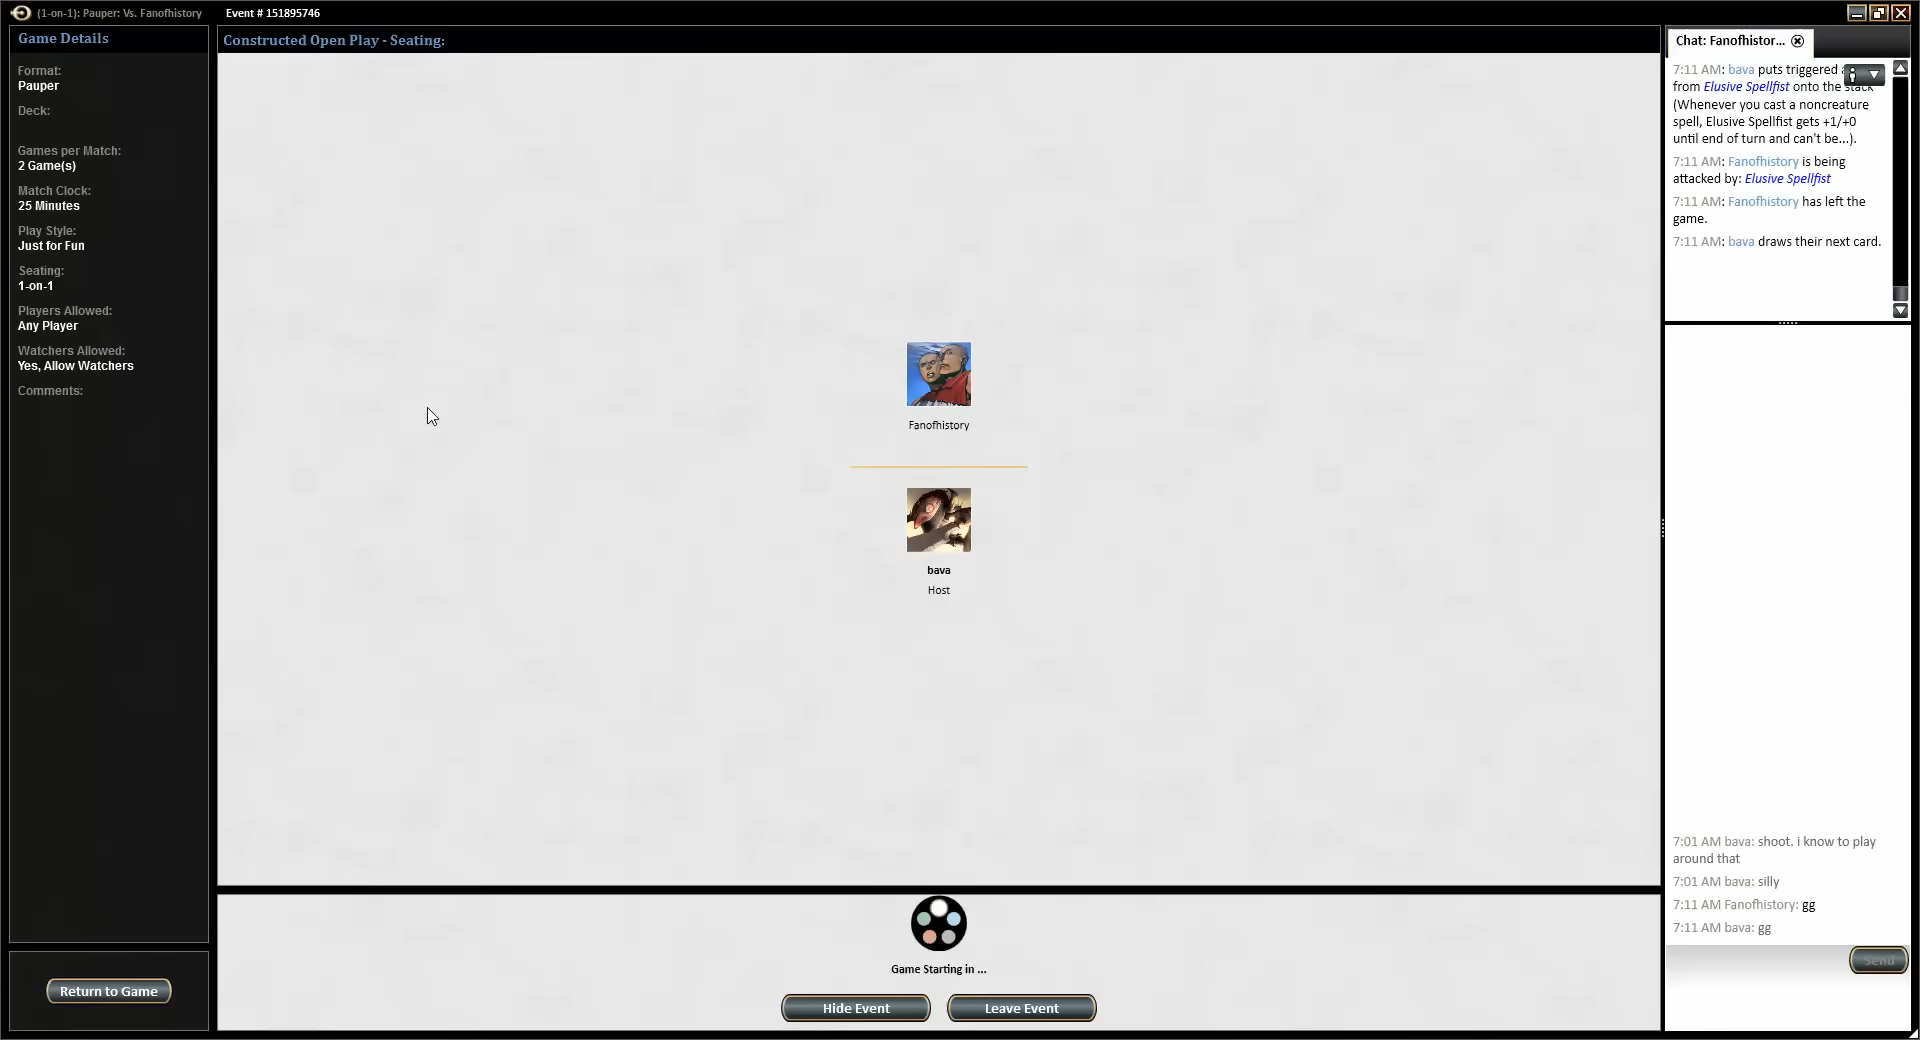 (1-on-1): Pauper: Vs. Fanofhistory
Event # 151895746
Game Details
Format:
Pauper
Deck:
Games per Match:
2 Game(s)
Match Clock:
25 Minutes
Play Style:
Just for Fun
Seating:
1-on-1
Players Allowed:
Any Player
Watchers Allowed:
Yes, Allow Watchers
Comments:
Return to Game
Constructed Open Play - Seating:
Fanofhistory
bava
Host
Game Starting in ...
Hide Event
Leave Event
Chat: Fanofhistor...
7:11 AM: bava puts triggered
from Elusive Spellfist onto the stack
(Whenever you cast a noncreature
spell, Elusive Spellfist gets +1/+0
until end of turn and can't be...).
7:11 AM: Fanofhistory is being
attacked by: Elusive Spellfist
7:11 AM: Fanofhistory has left the
game.
7:11 AM: bava draws their next card.
7:01 AM bava: shoot. i know to play
around that
7:01 AM bava: silly
7:11 AM Fanofhistory: gg
7:11 AM bava: gg
Send